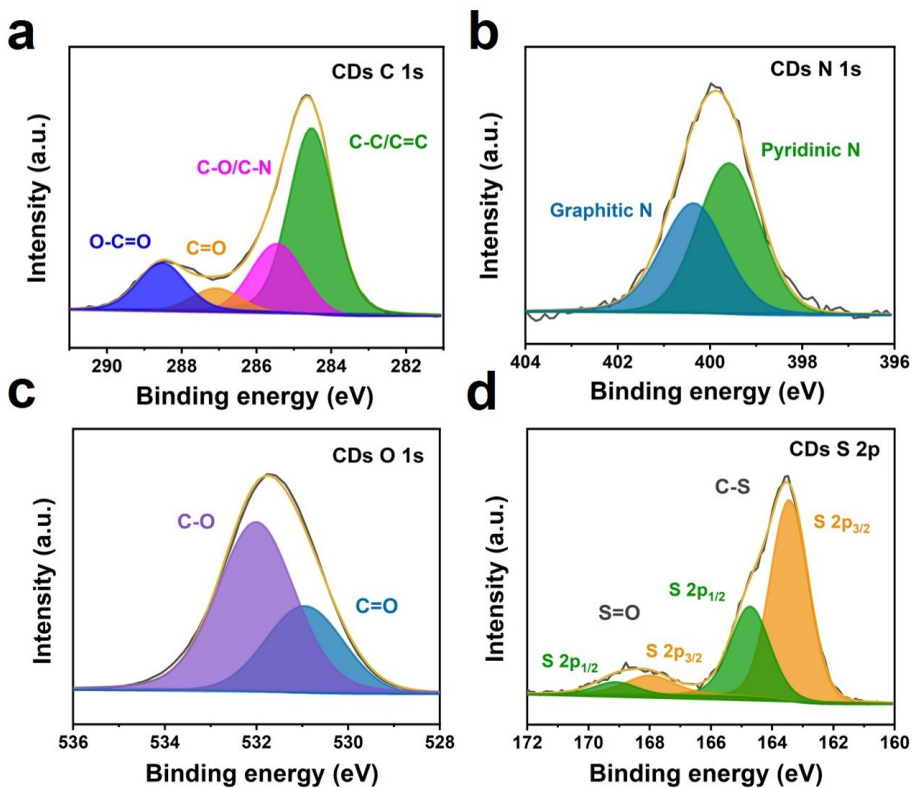 a
CDs C 1s
C-C/C=C
C-O/C-N
C=O
O-C=O
Intensity (a.u.)
290 288 286 284 282
Binding energy (eV)
b
CDs N 1s
Pyridinic N
Graphitic N
Intensity (a.u.)
404 402 400 398 396
Binding energy (eV)
c
CDs O 1s
C-O
C=O
Intensity (a.u.)
536 534 532 530 528
Binding energy (eV)
d
CDs S 2p
C-S
S 2p3/2
S 2p1/2
S=O
S 2p3/2
S 2p1/2
Intensity (a.u.)
172 170 168 166 164 162 160
Binding energy (eV)